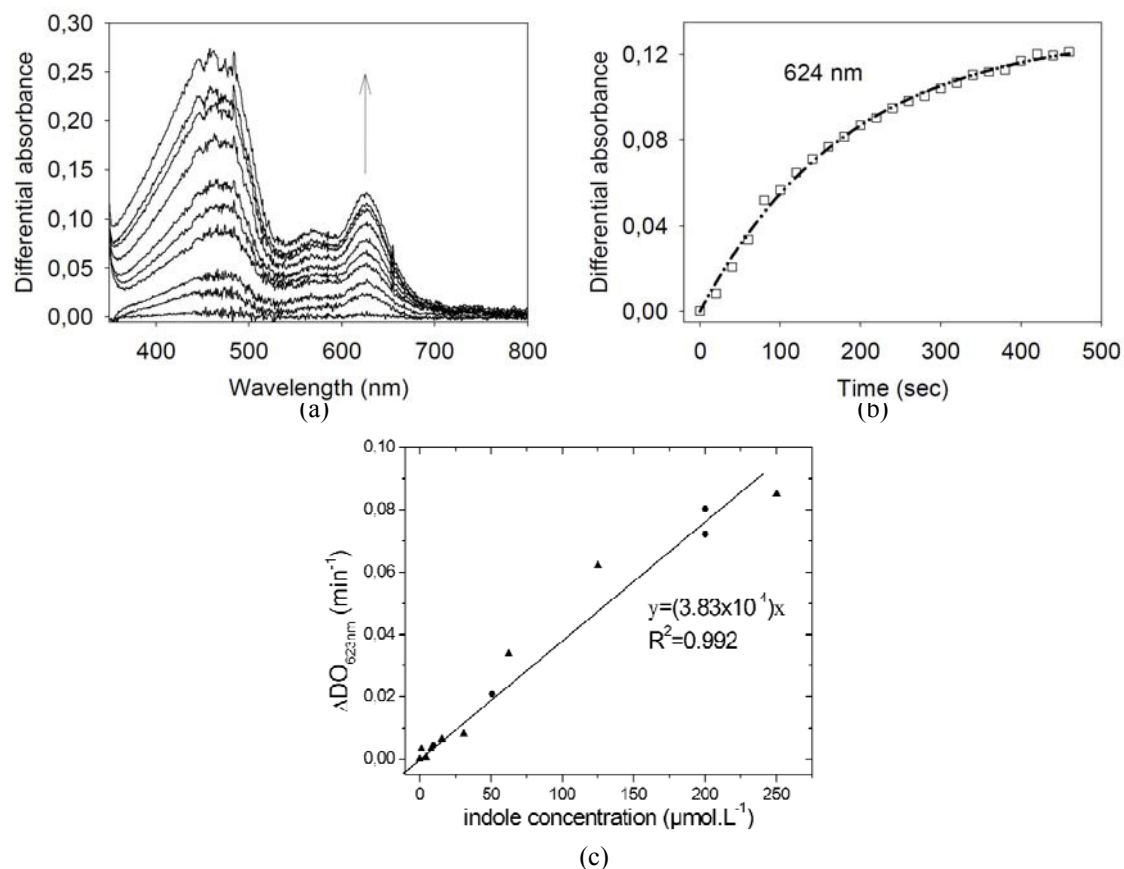 0,30
0,25
0,20
0,15
0,10
0,05
0,00
Differential absorbance
400 500 600 700 800
Wavelength (nm)
(a)
624 nm
0,12
0,08
0,04
0,00
Differential absorbance
0 100 200 300 400 500
Time (sec)
(b)
0,10
0,08
0,06
0,04
0,02
0,00
ΔDO623nm (min-1)
y=(3.83x10-4)x
R2=0.992
0 50 100 150 200 250
indole concentration (µmol.L-1)
(c)